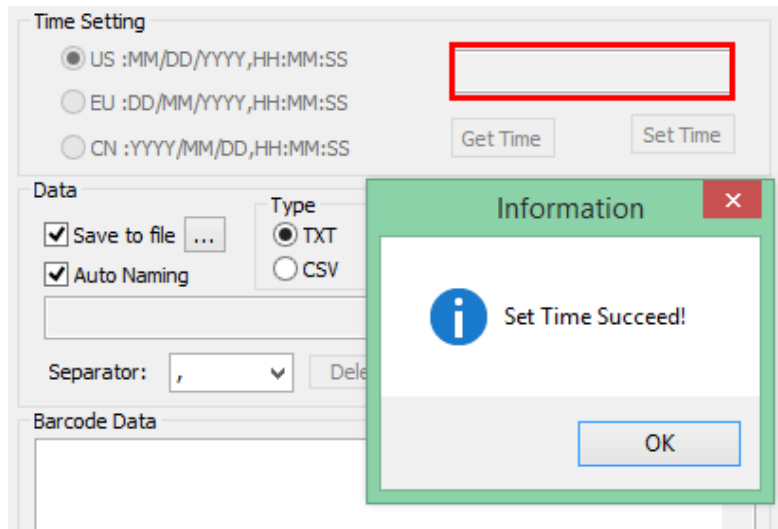 Time Setting
US :MM/DD/YYYY,HH:MM:SS
EU :DD/MM/YYYY,HH:MM:SS
CN :YYYY/MM/DD,HH:MM:SS
Get Time
Set Time
Data
Save to file ...
Auto Naming
Type
TXT
CSV
Separator: ,
Barcode Data
Information
Set Time Succeed!
OK